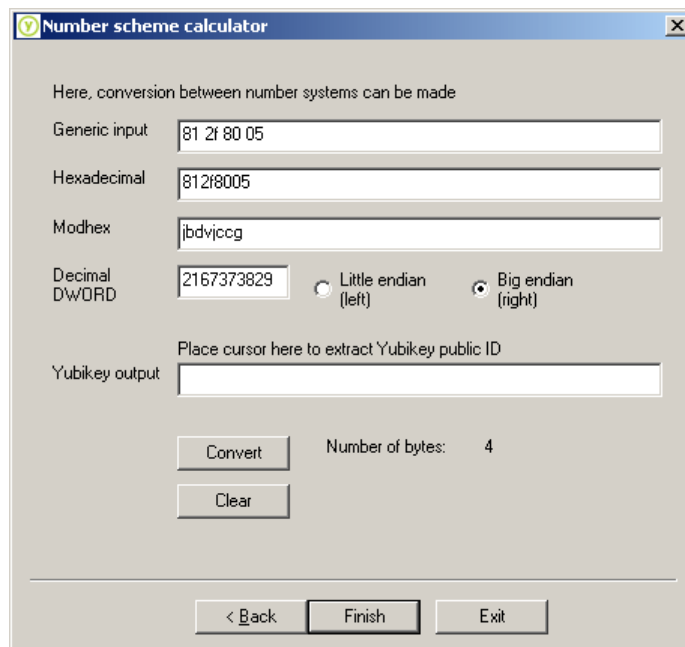 Number scheme calculator
Here, conversion between number systems can be made
Generic input 81 2f 80 05
Hexadecimal 812f8005
Modhex jbdvjccg
Decimal DWORD 2167373829 Little endian (left) Big endian (right)
Place cursor here to extract Yubikey public ID
Yubikey output
Convert Number of bytes: 4
Clear
< Back Finish Exit